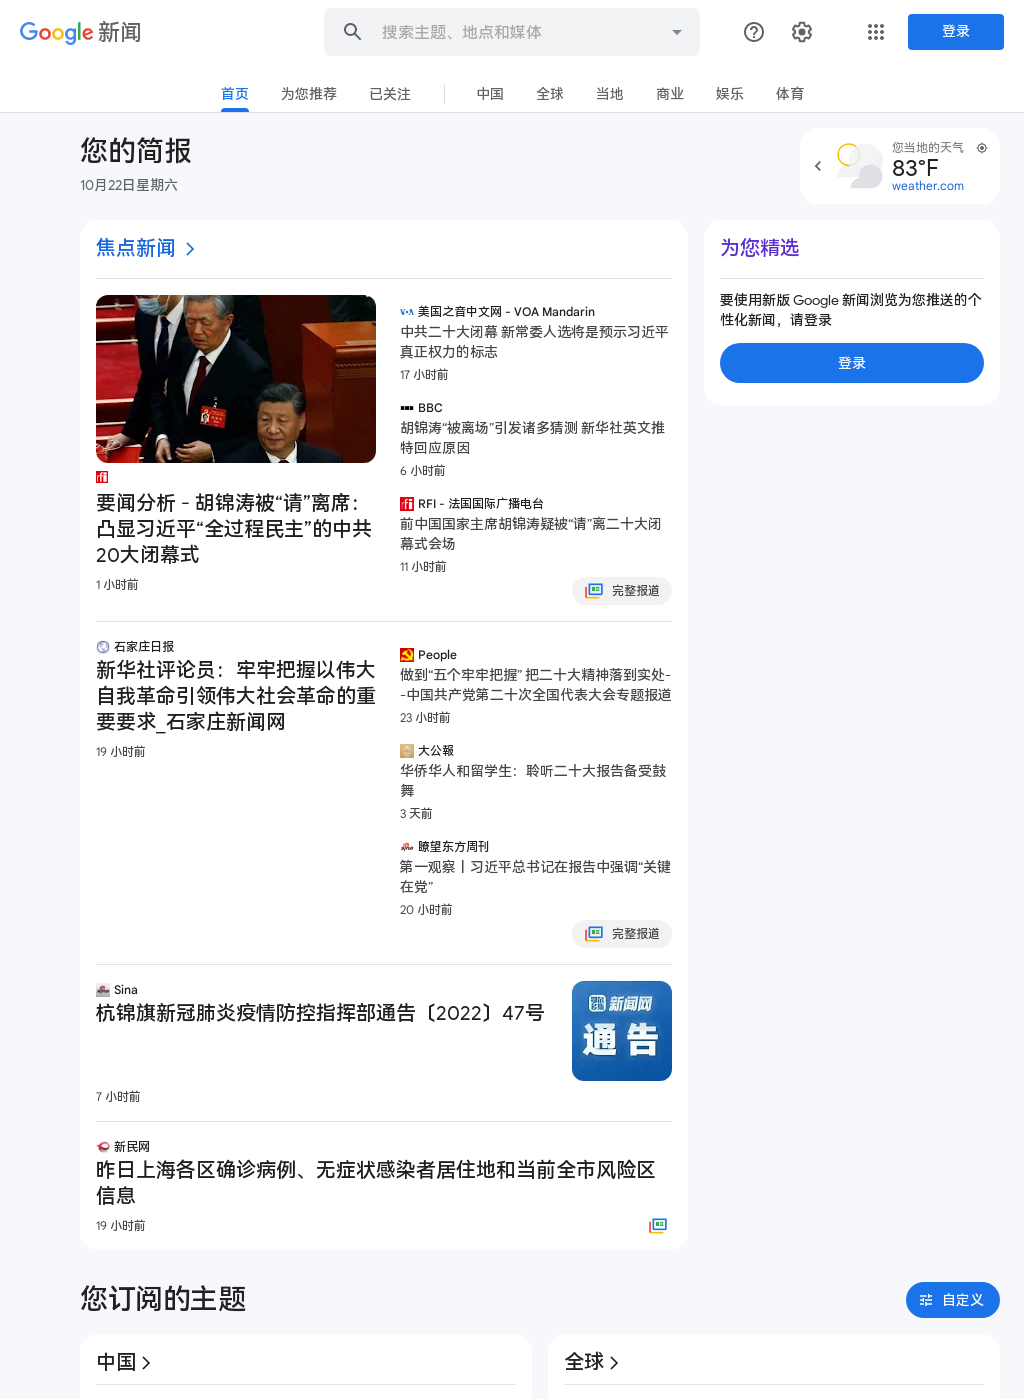 Google 新闻
搜索主题、地点和媒体
登录
首页
为您推荐
已关注
中国
全球
当地
商业
娱乐
体育
您的简报
10月22日星期六
您当地的天气
83°F
weather.com
焦点新闻
要闻分析 - 胡锦涛被“请”离席：
凸显习近平“全过程民主”的中共
20大闭幕式
1 小时前
美国之音中文网 - VOA Mandarin
中共二十大闭幕 新常委人选将是预示习近平
真正权力的标志
17 小时前
BBC
胡锦涛“被离场”引发诸多猜测 新华社英文推
特回应原因
6 小时前
RFI - 法国国际广播电台
前中国国家主席胡锦涛疑被“请”离二十大闭
幕式会场
11 小时前
完整报道
石家庄日报
新华社评论员：牢牢把握以伟大
自我革命引领伟大社会革命的重
要要求_石家庄新闻网
19 小时前
People
做到“五个牢牢把握” 把二十大精神落到实处-
-中国共产党第二十次全国代表大会专题报道
23 小时前
大公報
华侨华人和留学生：聆听二十大报告备受鼓
舞
3 天前
瞭望东方周刊
第一观察丨习近平总书记在报告中强调“关键
在党”
20 小时前
完整报道
Sina
杭锦旗新冠肺炎疫情防控指挥部通告〔2022〕47号
7 小时前
新闻网
通告
新民网
昨日上海各区确诊病例、无症状感染者居住地和当前全市风险区
信息
19 小时前
为您精选
要使用新版 Google 新闻浏览为您推送的个
性化新闻，请登录
登录
您订阅的主题
自定义
中国
全球